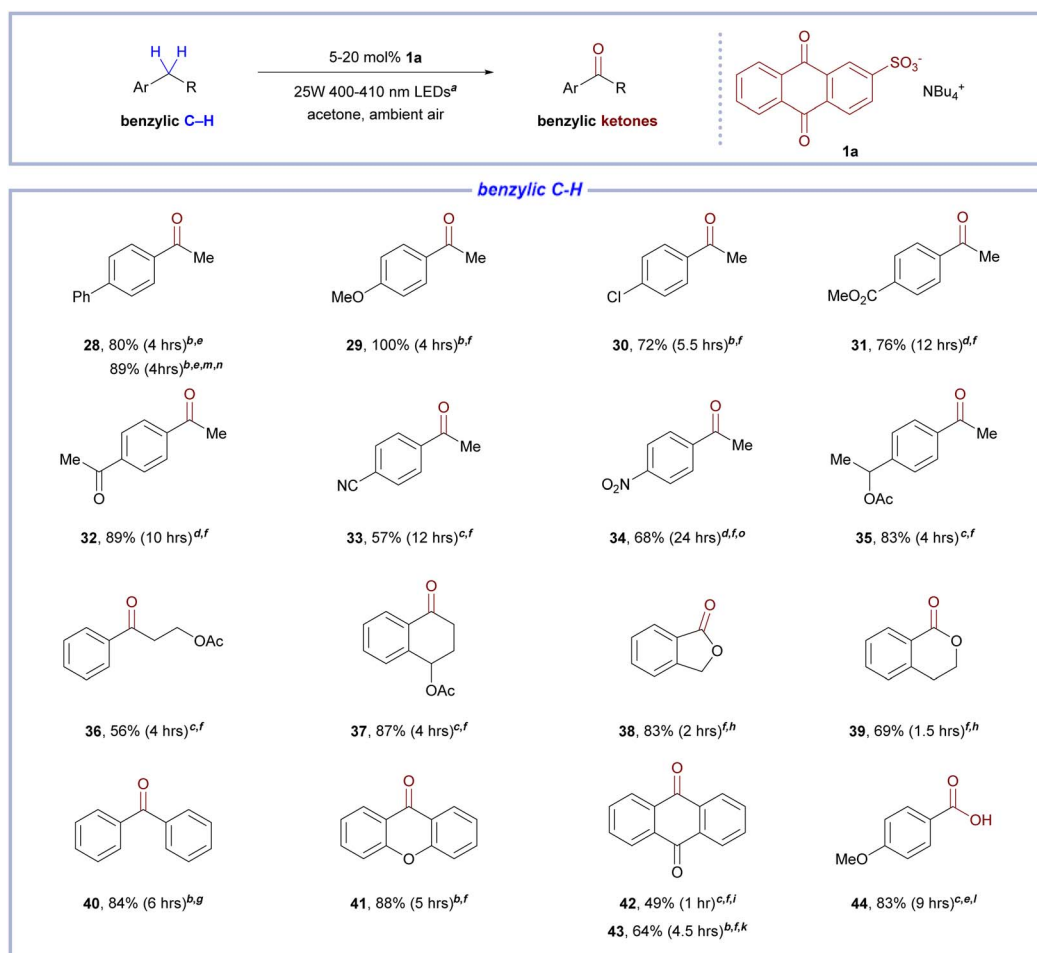 H H
Ar R
benzylic C–H
5-20 mol% 1a
25W 400-410 nm LEDsᵃ
acetone, ambient air
O
Ar R
benzylic ketones
O
O
SO₃⁻
NBu₄⁺
1a
benzylic C-H
O
Me
Ph
28, 80% (4 hrs)b,e
89% (4hrs)b,e,m,n
O
Me
MeO
29, 100% (4 hrs)b,f
O
Me
Cl
30, 72% (5.5 hrs)b,f
O
Me
MeO₂C
31, 76% (12 hrs)d,f
O
Me
Me
O
32, 89% (10 hrs)d,f
O
Me
NC
33, 57% (12 hrs)c,f
O
Me
NO₂
34, 68% (24 hrs)d,f,o
O
Me
Me
OAc
35, 83% (4 hrs)c,f
O
OAc
36, 56% (4 hrs)c,f
O
OAc
37, 87% (4 hrs)c,f
O
O
38, 83% (2 hrs)f,h
O
O
39, 69% (1.5 hrs)f,h
O
40, 84% (6 hrs)b,g
O
O
41, 88% (5 hrs)b,f
O
O
42, 49% (1 hr)c,f,i
43, 64% (4.5 hrs)b,f,k
O
OH
MeO
44, 83% (9 hrs)c,e,l